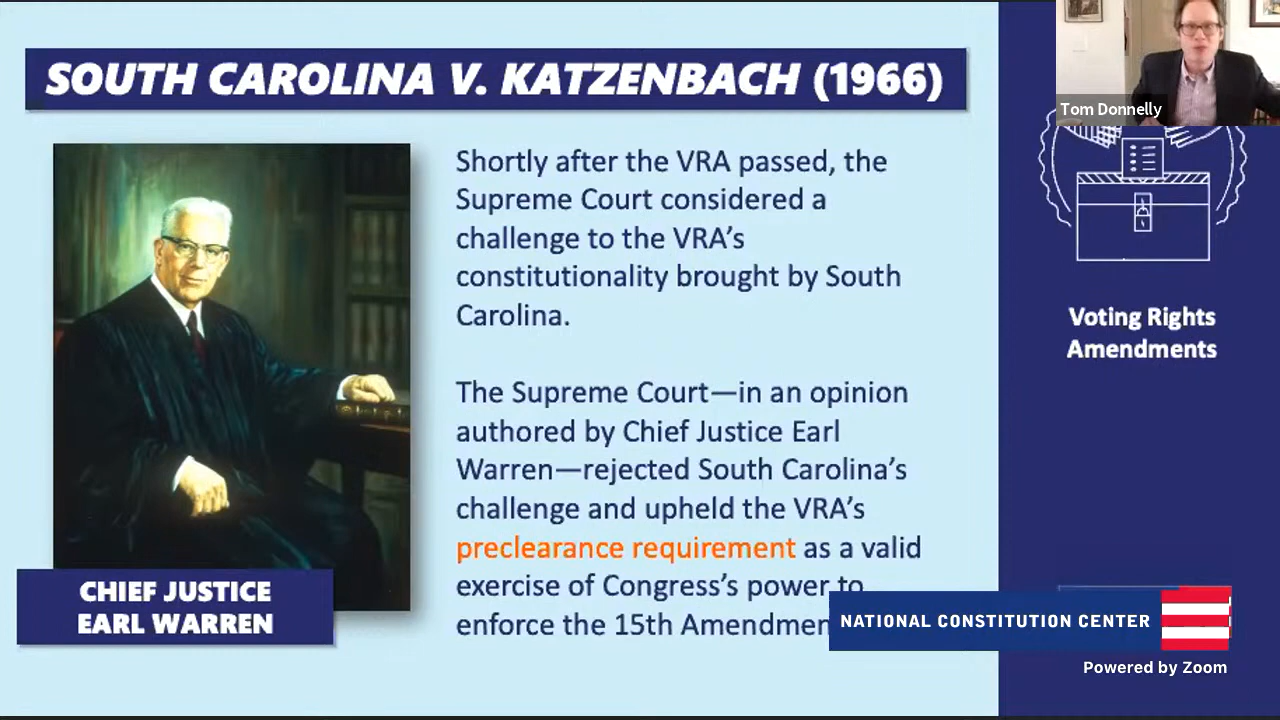 SOUTH CAROLINA V. KATZENBACH (1966)
Tom Donnelly
Shortly after the VRA passed, the
Supreme Court considered a
challenge to the VRA’s
constitutionality brought by South
Carolina.
The Supreme Court—in an opinion
authored by Chief Justice Earl
Warren—rejected South Carolina’s
challenge and upheld the VRA’s
preclearance requirement as a valid
exercise of Congress’s power to
enforce the 15th Amendmen
CHIEF JUSTICE
EARL WARREN
Voting Rights
Amendments
NATIONAL CONSTITUTION CENTER
Powered by Zoom